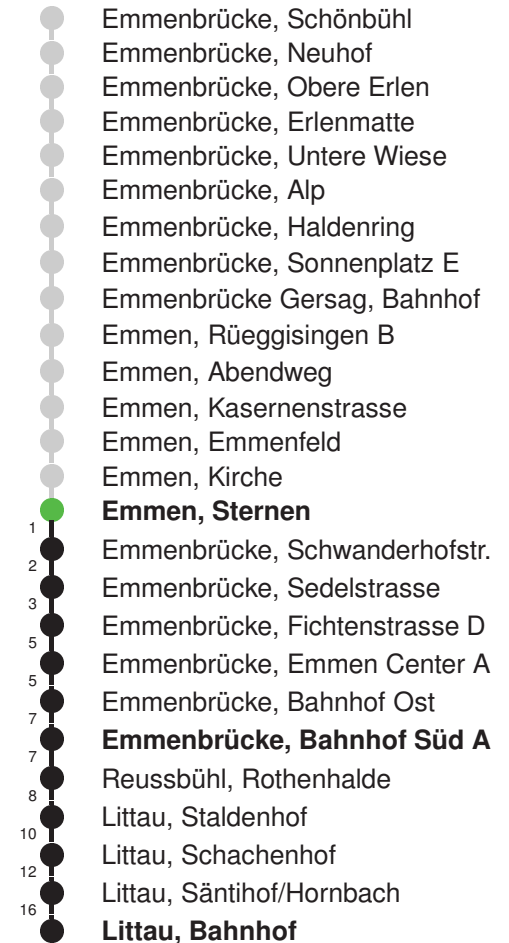 Emmenbrücke, Schönbühl
Emmenbrücke, Neuhof
Emmenbrücke, Obere Erlen
Emmenbrücke, Erlenmatte
Emmenbrücke, Untere Wiese
Emmenbrücke, Alp
Emmenbrücke, Haldenring
Emmenbrücke, Sonnenplatz E
Emmenbrücke Gersag, Bahnhof
Emmen, Rüeggisingen B
Emmen, Abendweg
Emmen, Kasernenstrasse
Emmen, Emmenfeld
Emmen, Kirche
Emmen, Sternen
1
Emmenbrücke, Schwanderhofstr.
2
Emmenbrücke, Sedelstrasse
3
Emmenbrücke, Fichtenstrasse D
5
Emmenbrücke, Emmen Center A
5
Emmenbrücke, Bahnhof Ost
7
Emmenbrücke, Bahnhof Süd A
7
Reussbühl, Rothenhalde
8
Littau, Staldenhof
10
Littau, Schachenhof
12
Littau, Säntihof/Hornbach
16
Littau, Bahnhof